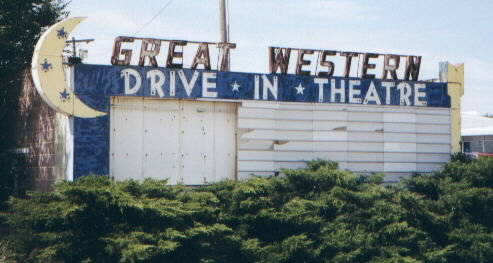 GREAT WESTERN
DRIVE ★ IN ★ THEATRE